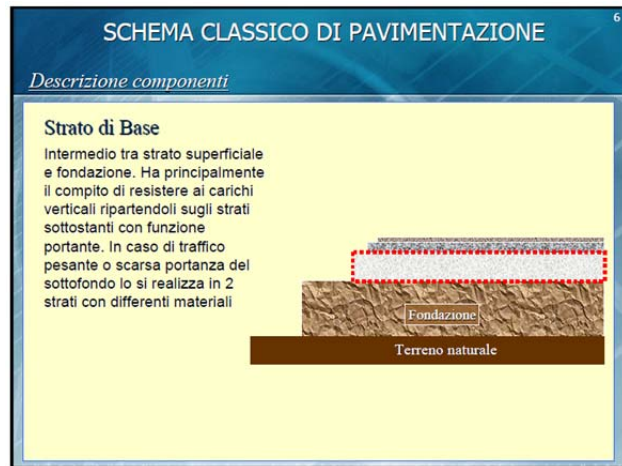 6
SCHEMA CLASSICO DI PAVIMENTAZIONE
Descrizione componenti
Strato di Base
Intermedio tra strato superficiale
e fondazione. Ha principalmente
il compito di resistere ai carichi
verticali ripartendoli sugli strati
sottostanti con funzione
portante. In caso di traffico
pesante o scarsa portanza del
sottofondo lo si realizza in 2
strati con differenti materiali
Fondazione
Terreno naturale